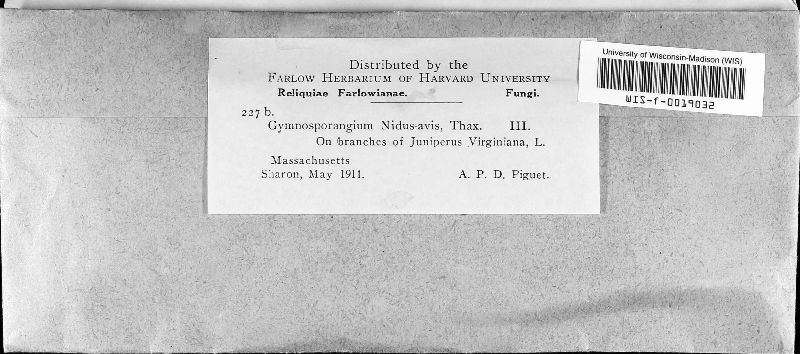 Distributed by the
FARLOW HERBARIUM OF HARVARD UNIVERSITY
Reliquiae Farlowianae. Fungi.
227 b.
Gymnosporangium Nidus-avis, Thax. III.
On branches of Juniperus Virginiana, L.
Massachusetts
Sharon, May 1911. A. P. D. Piguet.
University of Wisconsin-Madison (WIS)
WIS-f-0019032